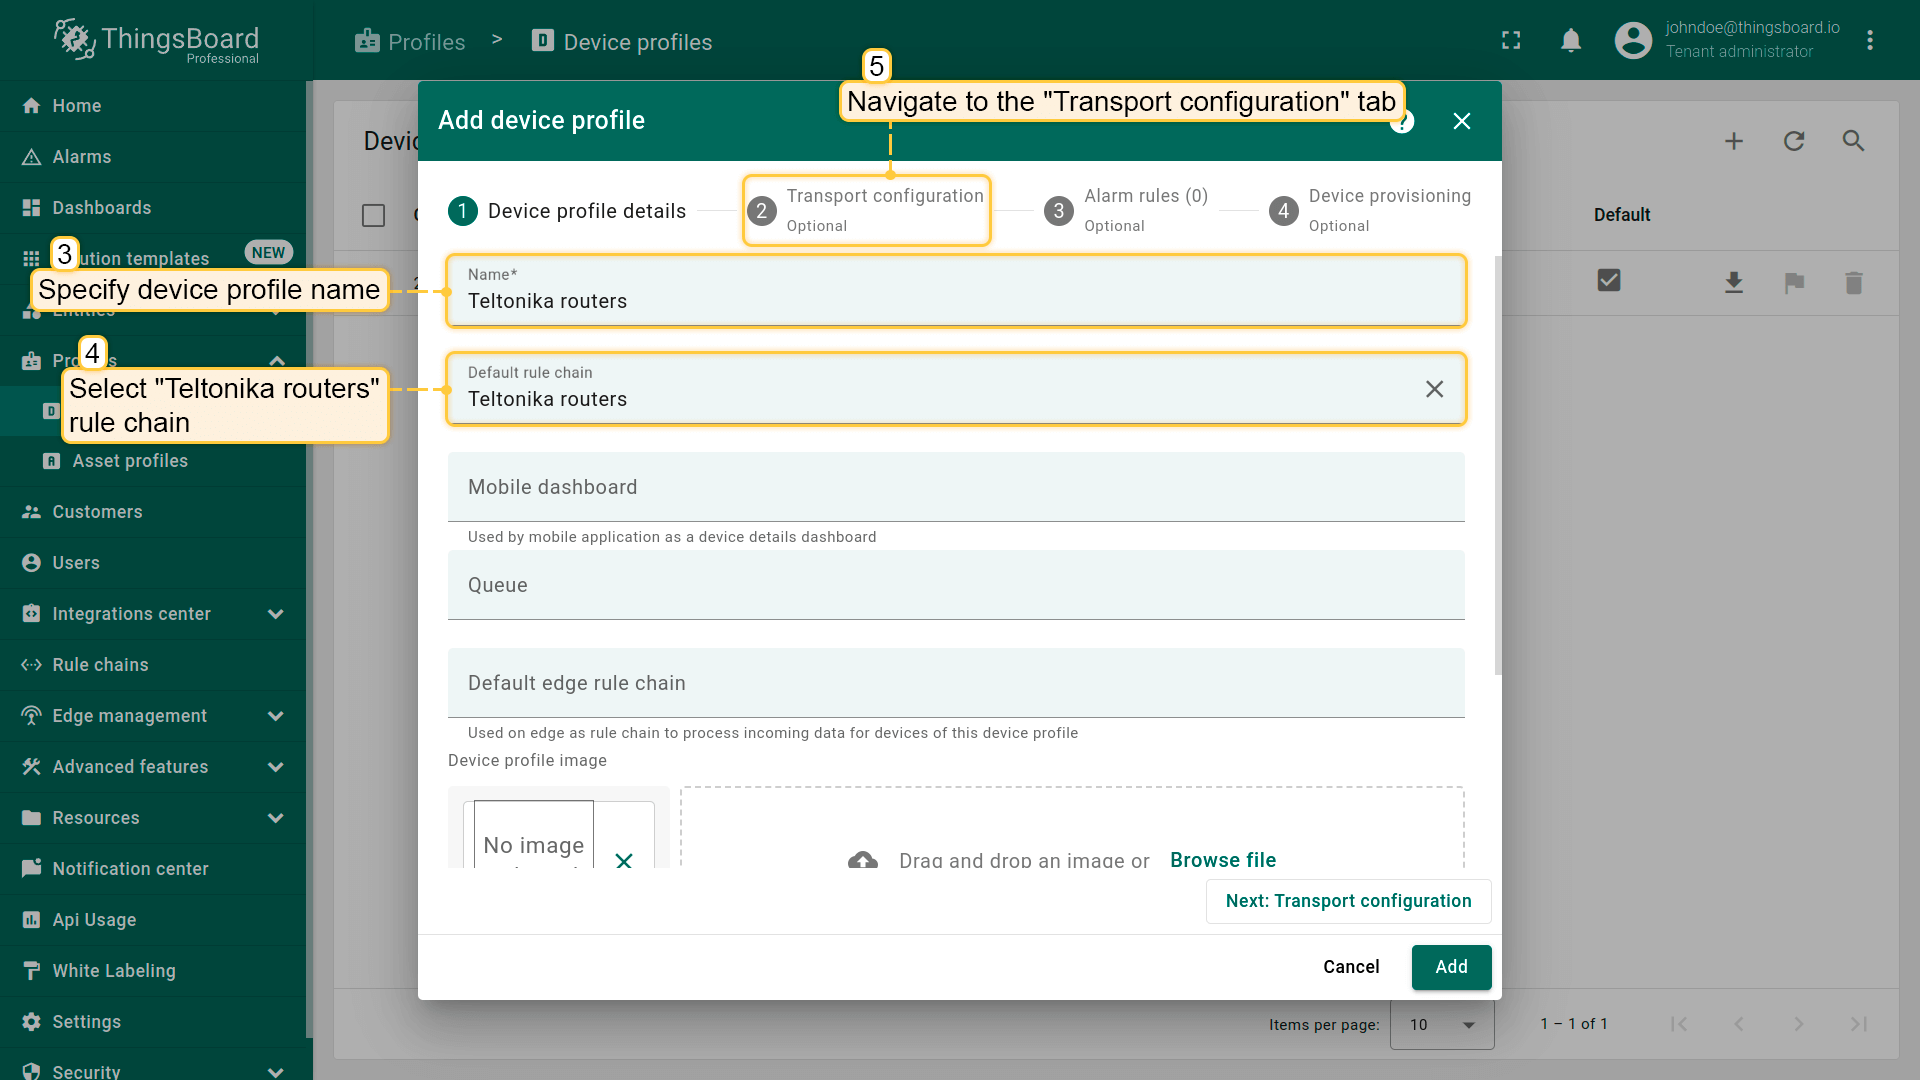 ThingsBoard
Professional
Profiles > Device profiles
johndoe@thingsboard.io
Tenant administrator
Home
Alarms
Dashboards
ution templates
NEW
Entities
Profiles
Asset profiles
Customers
Users
Integrations center
Rule chains
Edge management
Advanced features
Resources
Notification center
Api Usage
White Labeling
Settings
Security
3
Specify device profile name
4
Select "Teltonika routers"
rule chain
5
Navigate to the "Transport configuration" tab
Add device profile
?
1 Device profile details
2 Transport configuration
Optional
3 Alarm rules (0)
Optional
4 Device provisioning
Optional
Name*
Teltonika routers
Default rule chain
Teltonika routers
Mobile dashboard
Used by mobile application as a device details dashboard
Queue
Default edge rule chain
Used on edge as rule chain to process incoming data for devices of this device profile
Device profile image
No image
Drag and drop an image or Browse file
Next: Transport configuration
Cancel
Add
Default
Items per page: 10
1 – 1 of 1